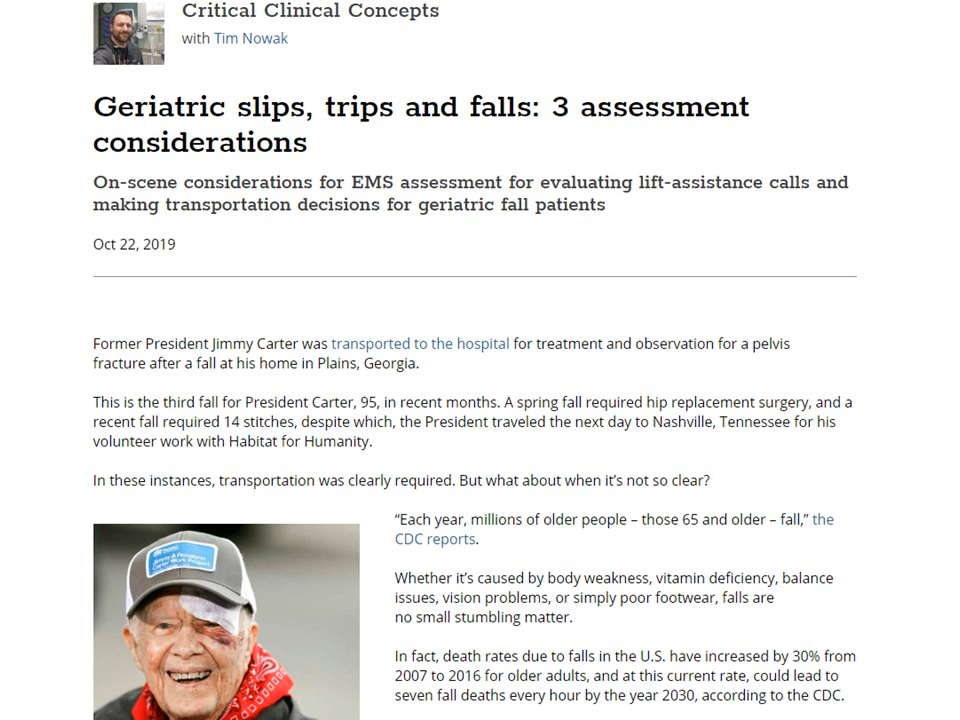 Critical Clinical Concepts
with Tim Nowak
Geriatric slips, trips and falls: 3 assessment
considerations
On-scene considerations for EMS assessment for evaluating lift-assistance calls and
making transportation decisions for geriatric fall patients
Oct 22, 2019
Former President Jimmy Carter was transported to the hospital for treatment and observation for a pelvis
fracture after a fall at his home in Plains, Georgia.
This is the third fall for President Carter, 95, in recent months. A spring fall required hip replacement surgery, and a
recent fall required 14 stitches, despite which, the President traveled the next day to Nashville, Tennessee for his
volunteer work with Habitat for Humanity.
In these instances, transportation was clearly required. But what about when it’s not so clear?
“Each year, millions of older people – those 65 and older – fall,” the
CDC reports.
Whether it’s caused by body weakness, vitamin deficiency, balance
issues, vision problems, or simply poor footwear, falls are
no small stumbling matter.
In fact, death rates due to falls in the U.S. have increased by 30% from
2007 to 2016 for older adults, and at this current rate, could lead to
seven fall deaths every hour by the year 2030, according to the CDC.
Jimmy & Rosalynn
Carter Work Project